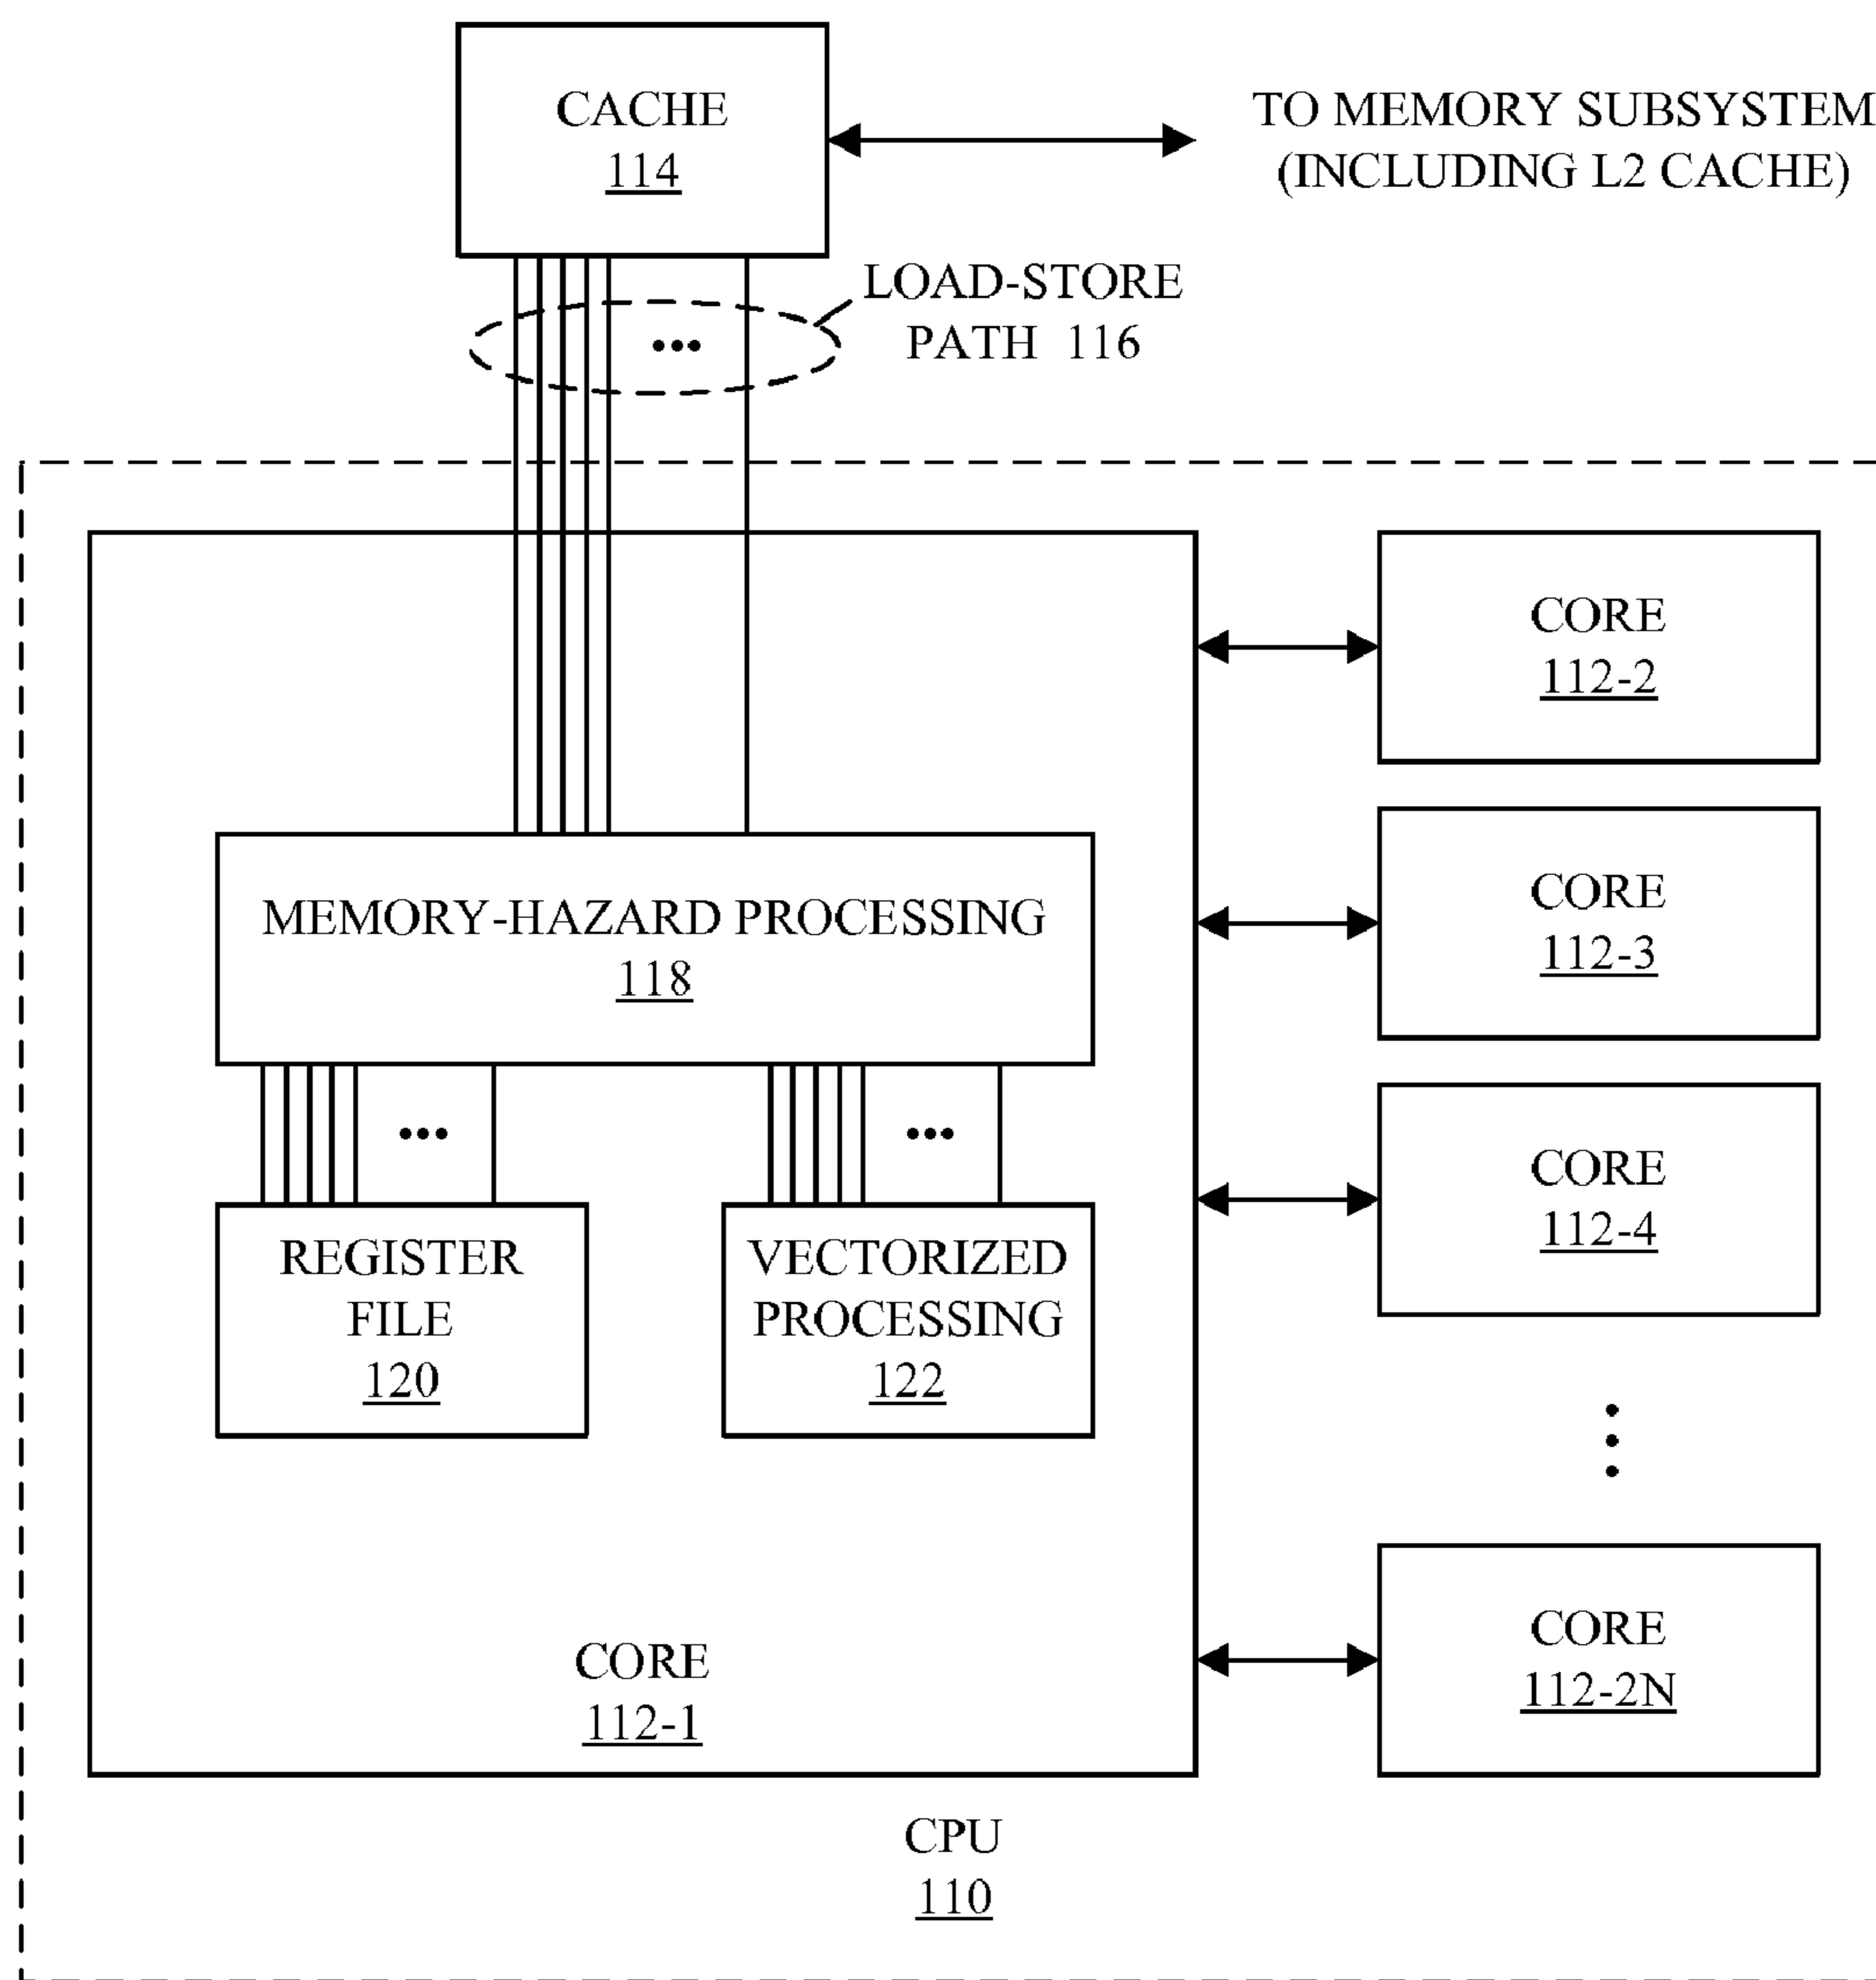 CACHE
114
TO MEMORY SUBSYSTEM
(INCLUDING L2 CACHE)
LOAD-STORE
PATH 116
CORE
112-2
MEMORY-HAZARD PROCESSING
118
CORE
112-3
CORE
112-4
REGISTER
FILE
120
VECTORIZED
PROCESSING
122
CORE
112-2N
CORE
112-1
CPU
110